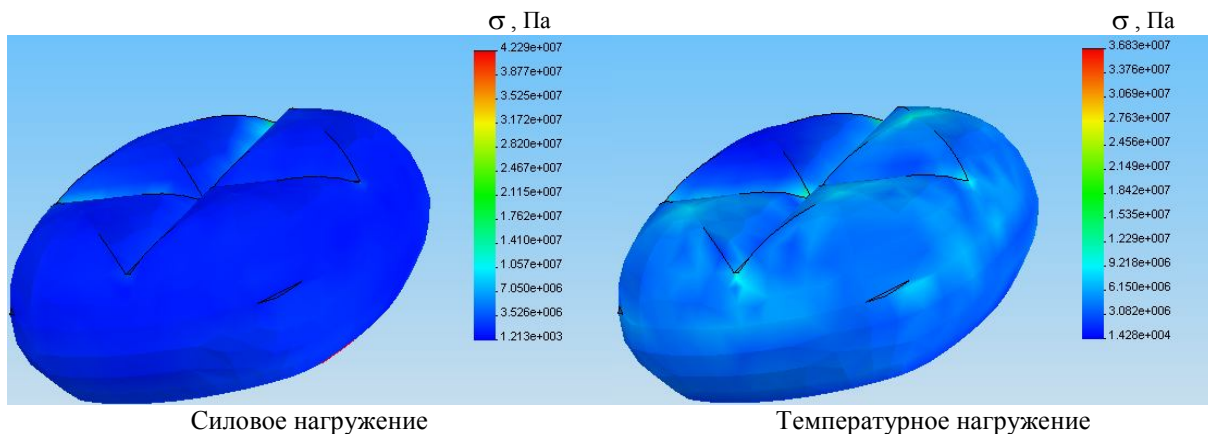 σ , Па
4.229e+007
3.877e+007
3.525e+007
3.172e+007
2.820e+007
2.467e+007
2.115e+007
1.762e+007
1.410e+007
1.057e+007
7.050e+006
3.526e+006
1.213e+003
Силовое нагружение
σ , Па
3.683e+007
3.376e+007
3.069e+007
2.763e+007
2.456e+007
2.149e+007
1.842e+007
1.535e+007
1.229e+007
9.218e+006
6.150e+006
3.082e+006
1.428e+004
Температурное нагружение